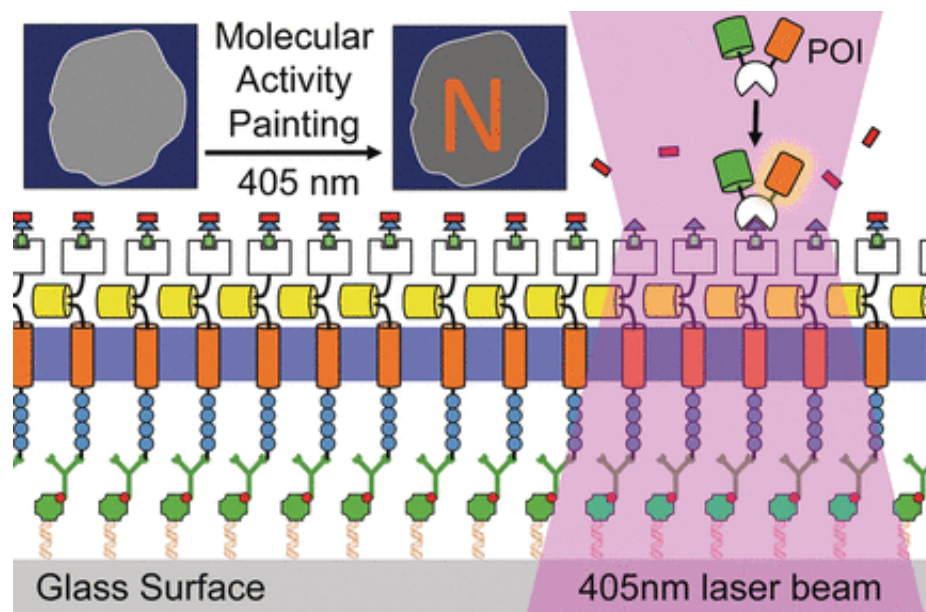 Molecular
Activity
Painting
405 nm
N
POI
Glass Surface
405nm laser beam